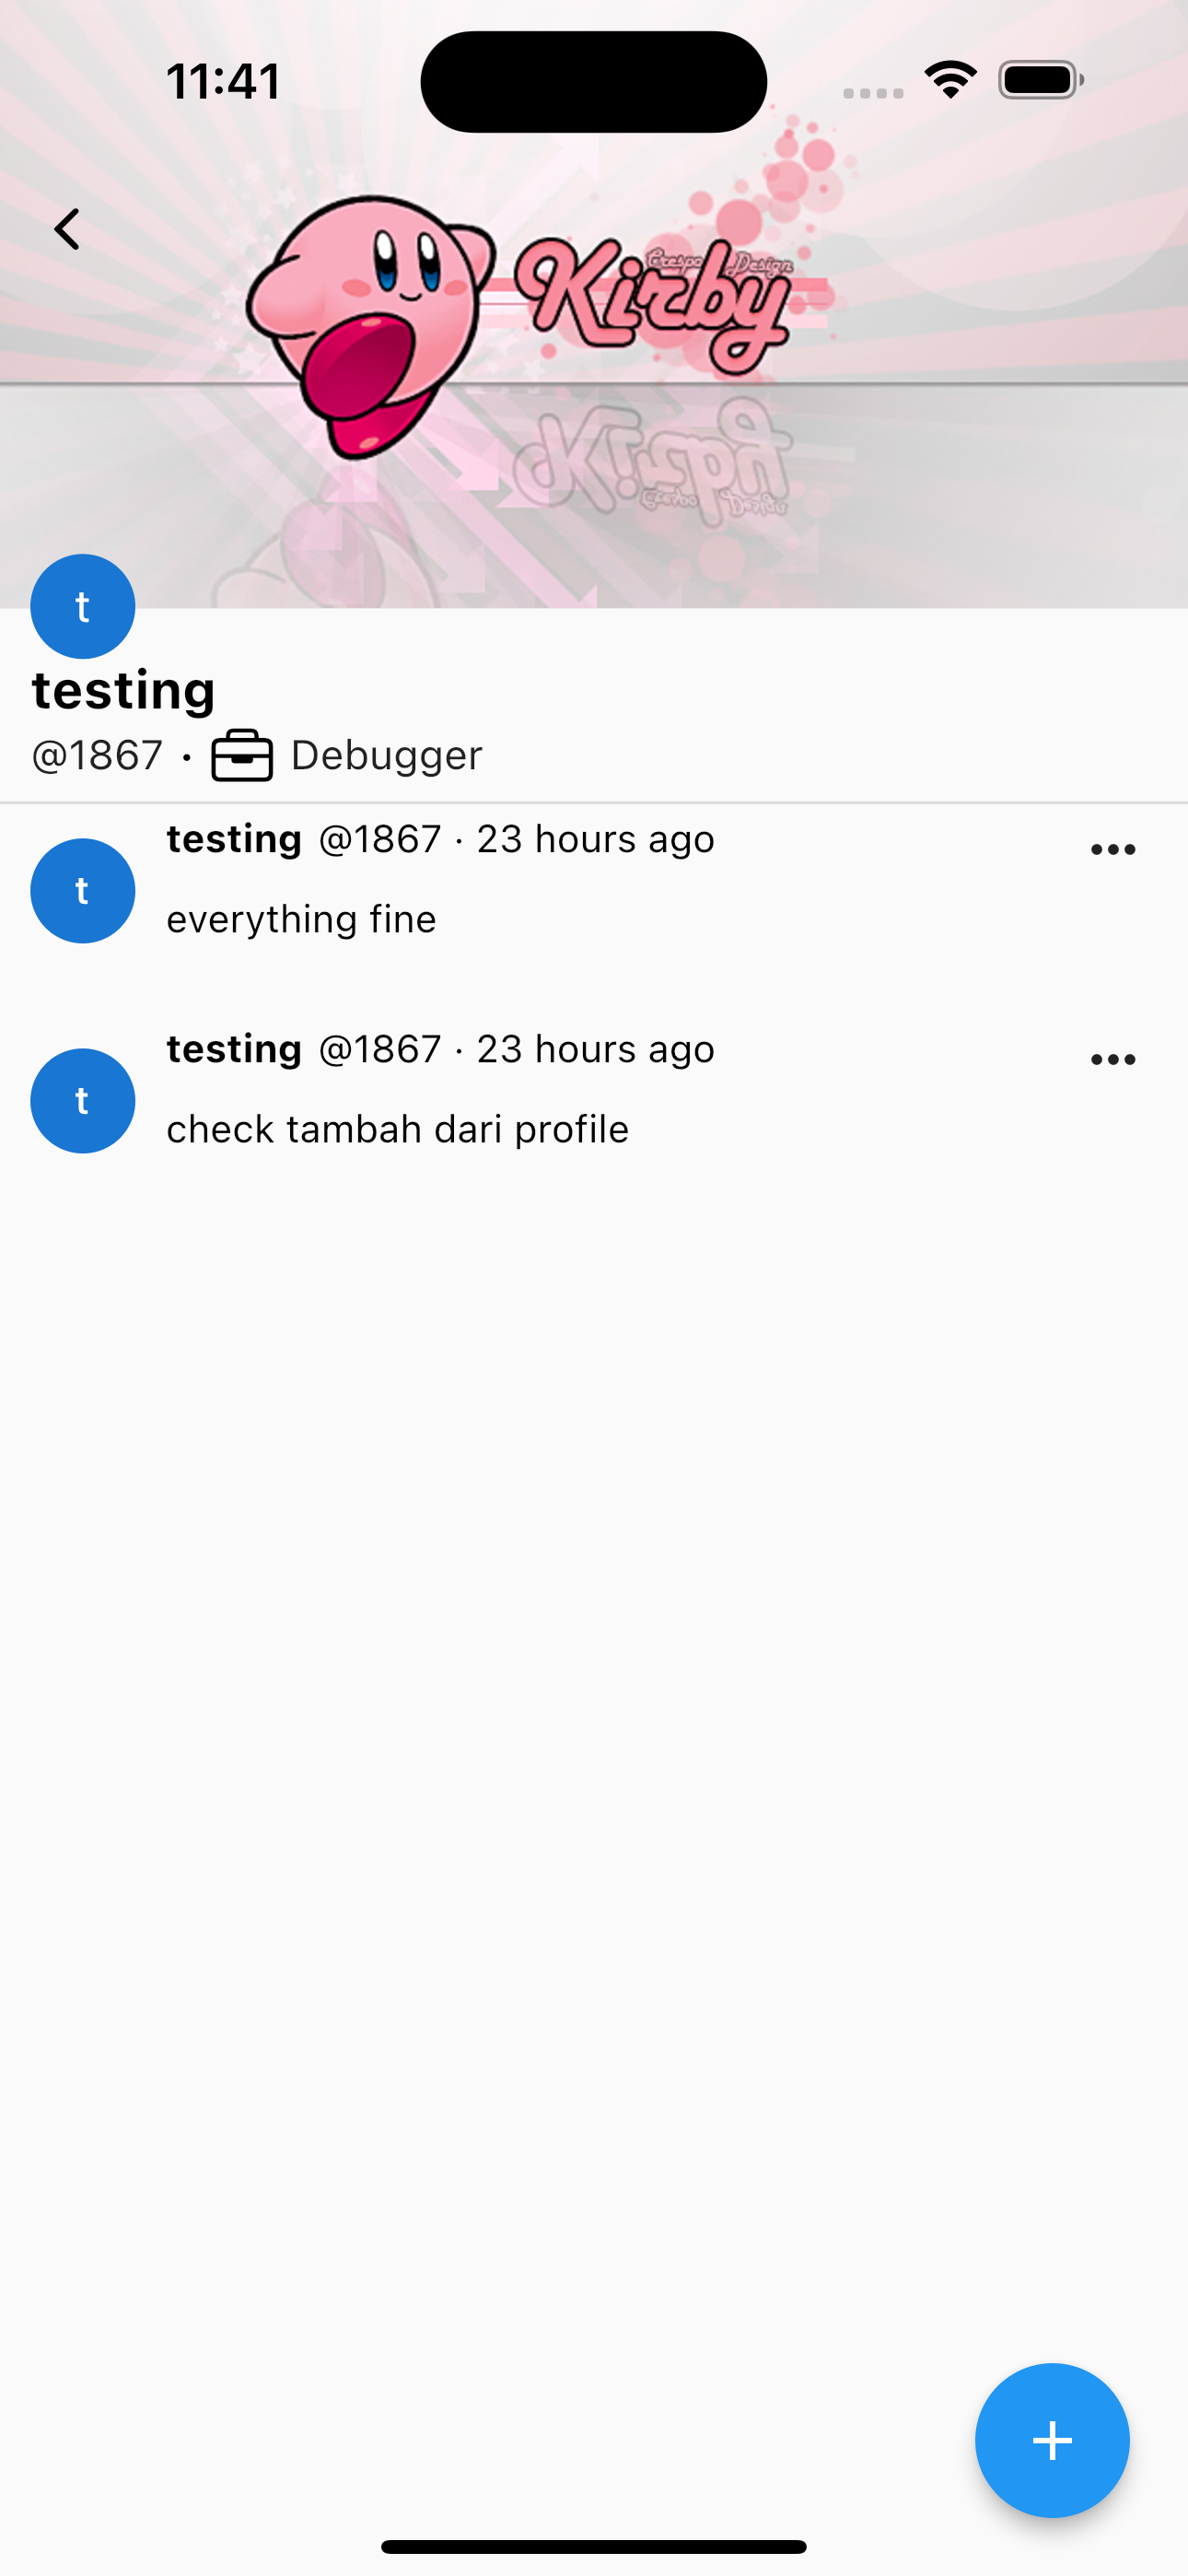 11:41
Crespo Design
Kirby
t
testing
@1867 · Debugger
testing @1867 · 23 hours ago
t
everything fine
testing @1867 · 23 hours ago
t
check tambah dari profile